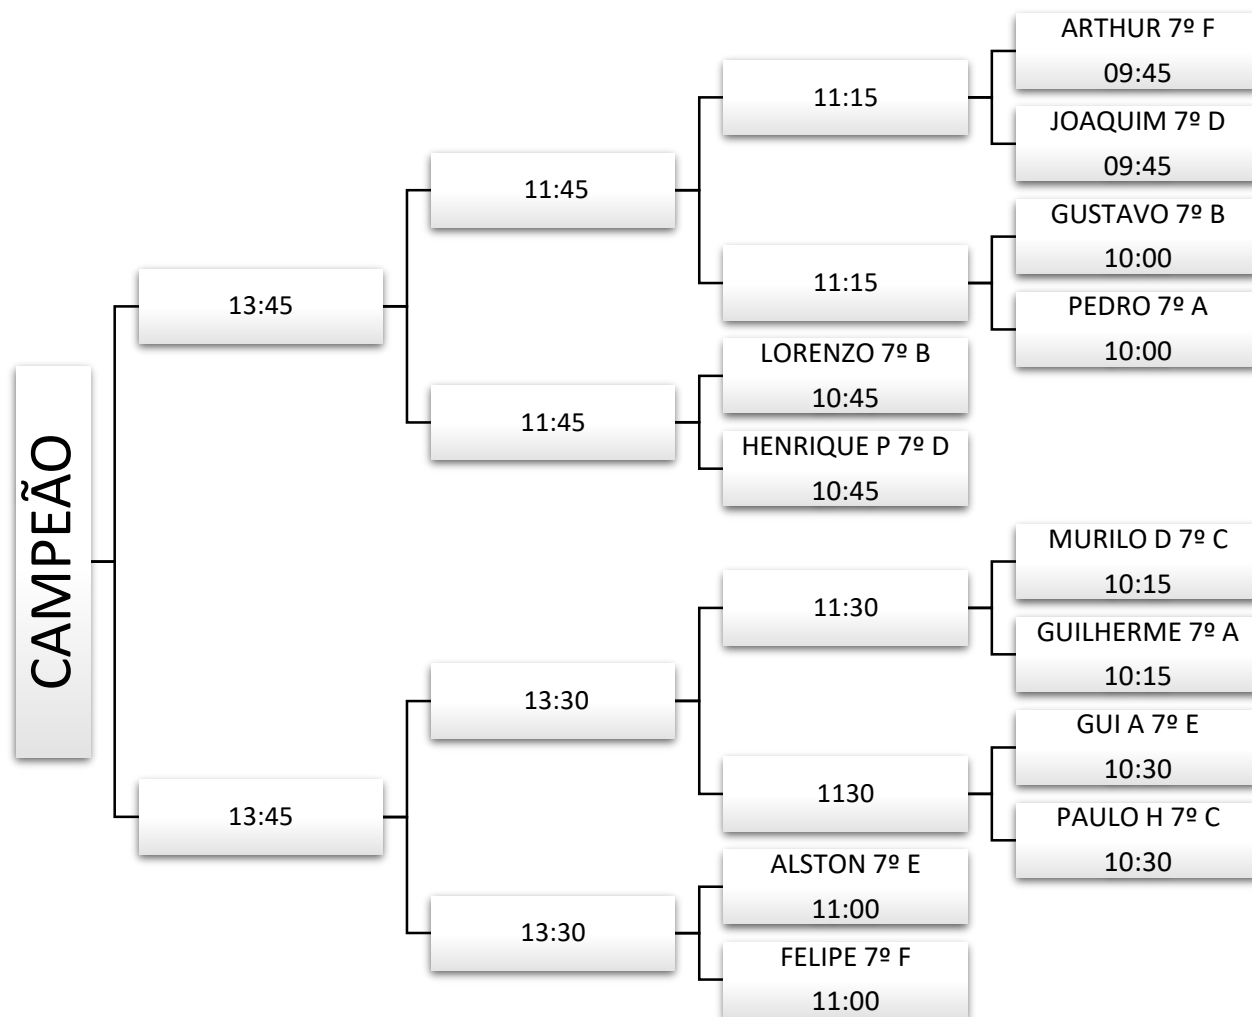 ARTHUR 7º F
09:45
11:15
JOAQUIM 7º D
09:45
11:45
GUSTAVO 7º B
10:00
11:15
PEDRO 7º A
10:00
13:45
LORENZO 7º B
10:45
11:45
HENRIQUE P 7º D
10:45
CAMPEÃO
MURILO D 7º C
10:15
11:30
GUILHERME 7º A
10:15
13:30
GUI A 7º E
10:30
1130
PAULO H 7º C
10:30
13:45
ALSTON 7º E
11:00
13:30
FELIPE 7º F
11:00